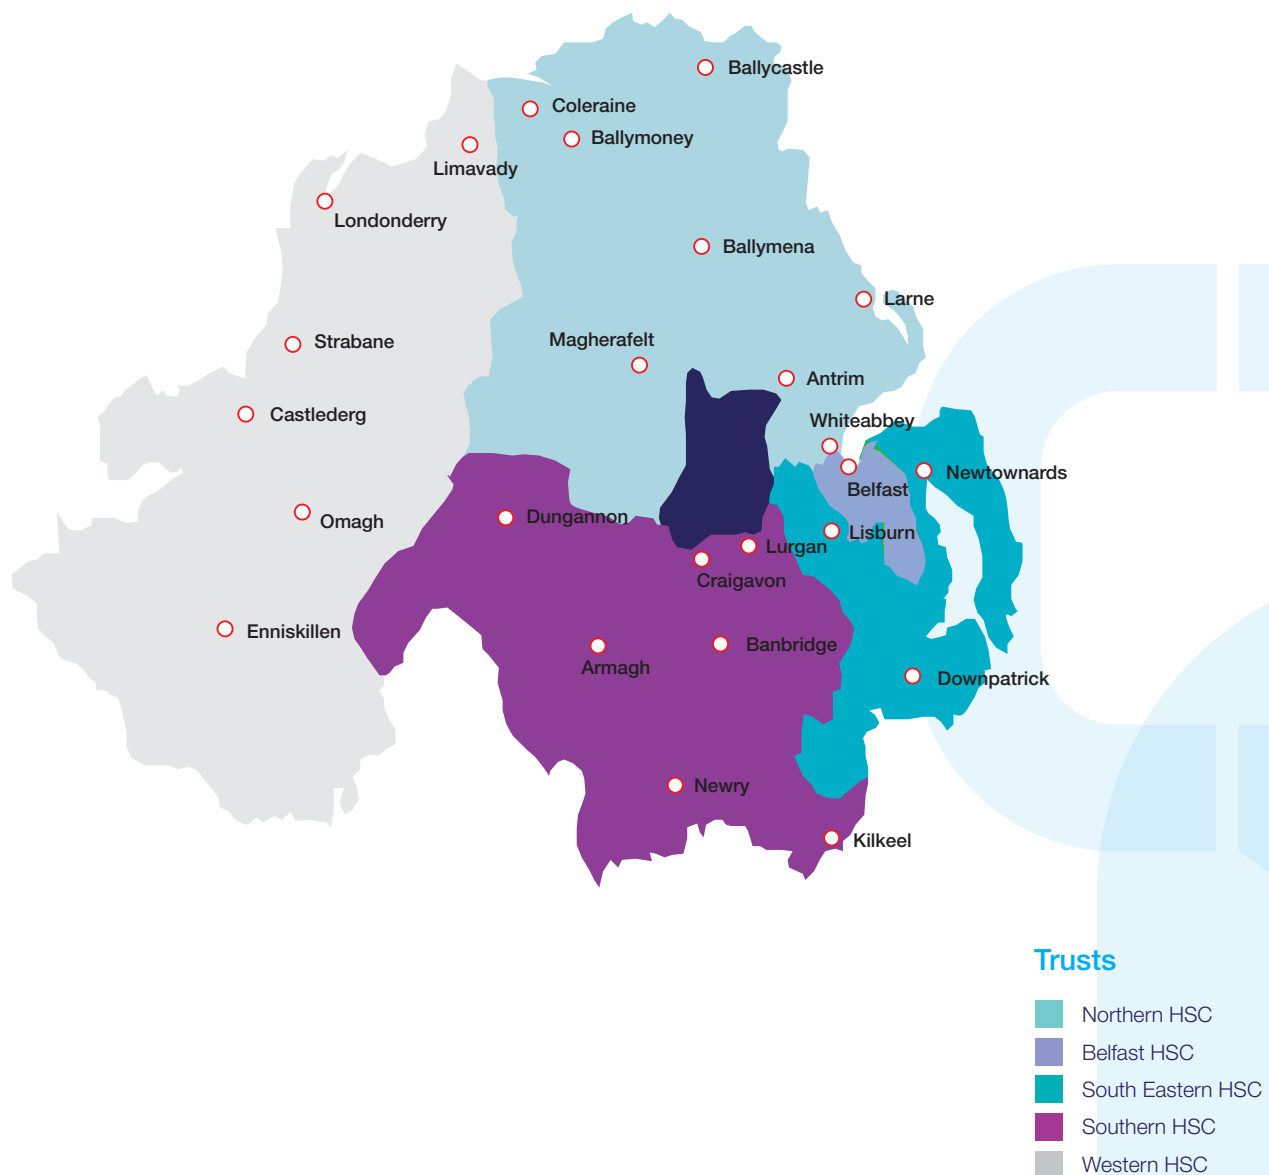 Ballycastle
Coleraine
Ballymoney
Limavady
Londonderry
Ballymena
Larne
Strabane
Magherafelt
Antrim
Castlederg
Whiteabbey
Newtownards
Belfast
Omagh
Dungannon
Lisburn
Lurgan
Craigavon
Enniskillen
Banbridge
Armagh
Downpatrick
Newry
Kilkeel
Trusts
Northern HSC
Belfast HSC
South Eastern HSC
Southern HSC
Western HSC